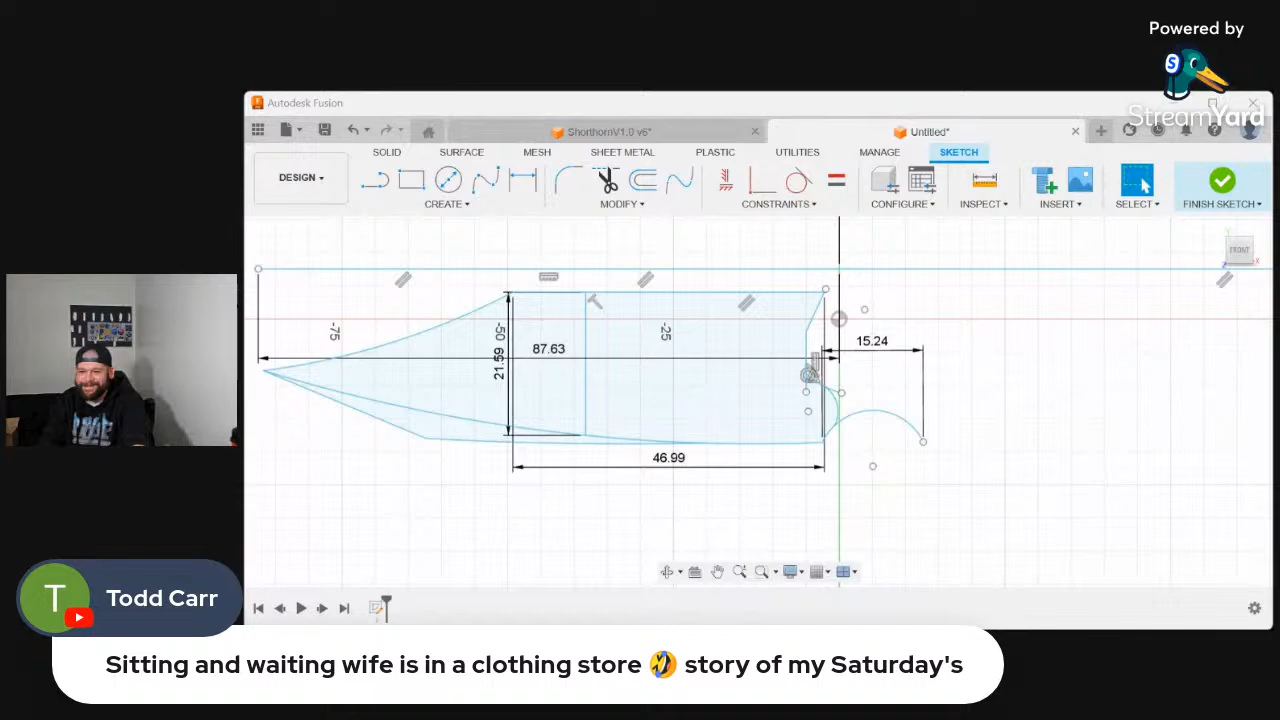 Powered by
StreamYard
Autodesk Fusion
ShorthornV1.0 v6*
Untitled*
SOLID SURFACE MESH SHEET METAL PLASTIC UTILITIES MANAGE SKETCH
DESIGN
CREATE MODIFY CONSTRAINTS CONFIGURE INSPECT INSERT SELECT FINISH SKETCH
FRONT
-75
-50
-25
15.24
87.63
21.59
46.99
T
Todd Carr
Sitting and waiting wife is in a clothing store 🤣 story of my Saturday's